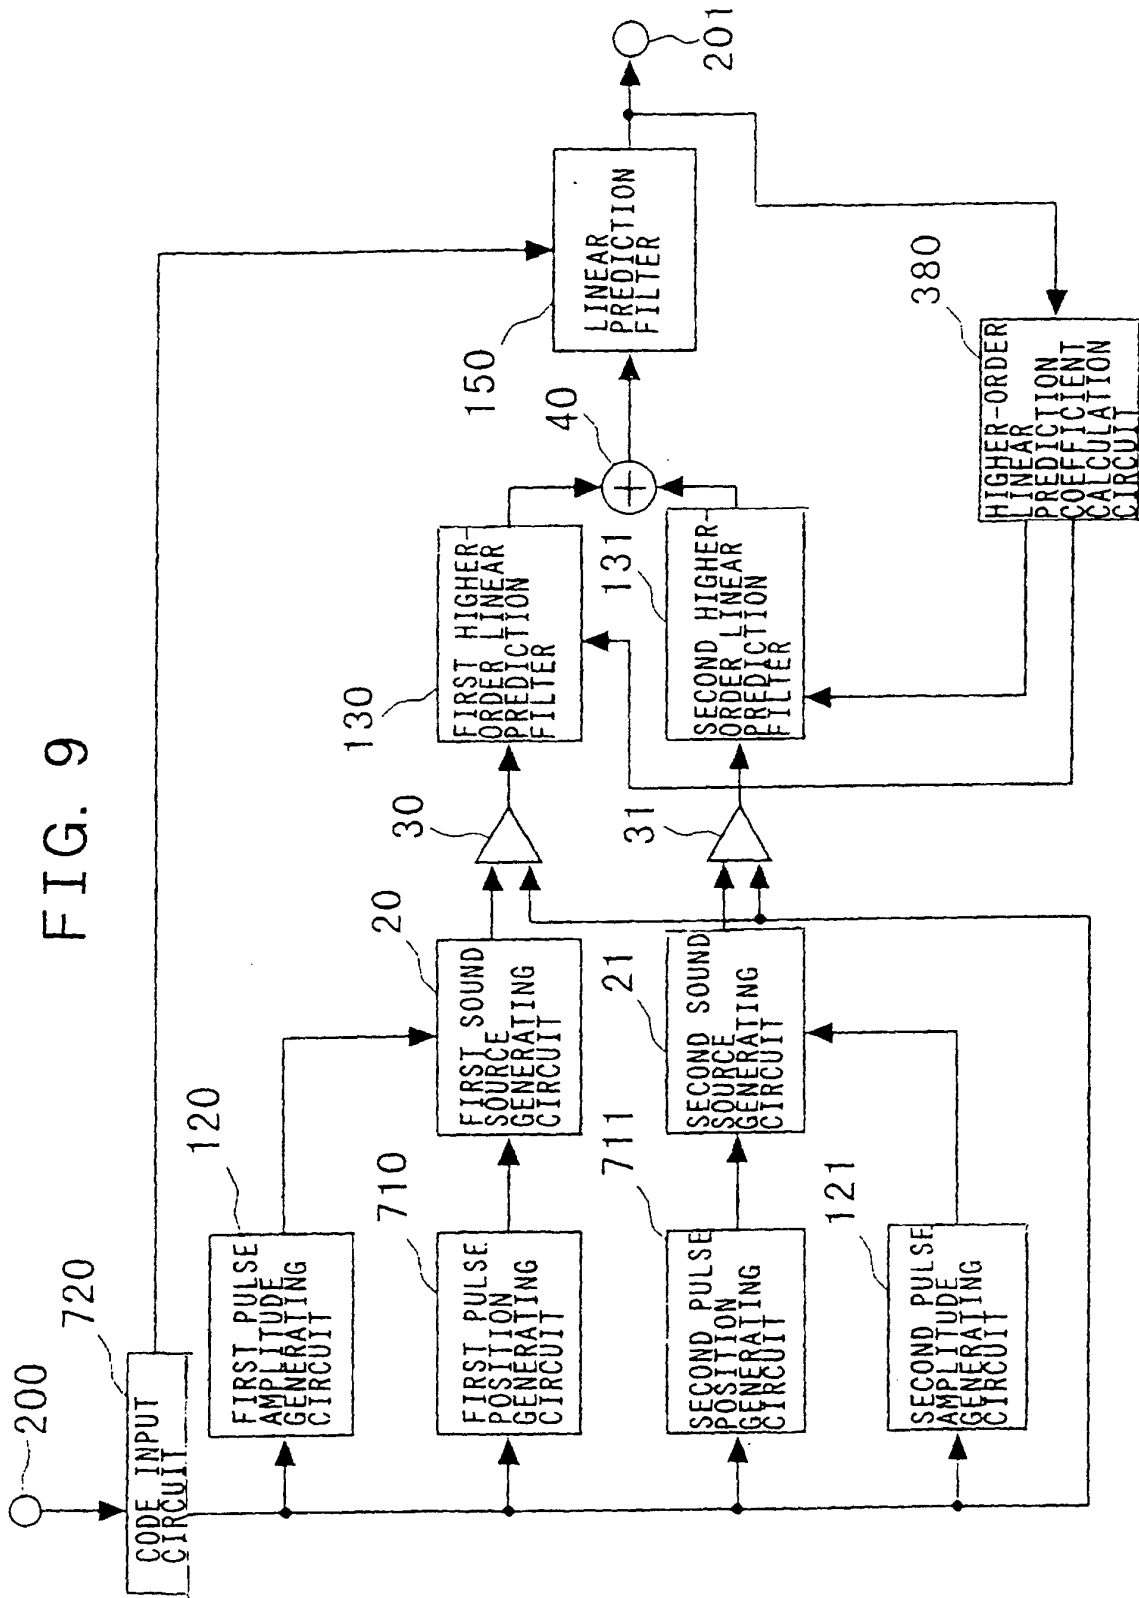 FIG. 9
200
720
CODE INPUT
CIRCUIT
120
FIRST PULSE
AMPLITUDE
GENERATING
CIRCUIT
710
FIRST PULSE
POSITION
GENERATING
CIRCUIT
711
SECOND PULSE
POSITION
GENERATING
CIRCUIT
121
SECOND PULSE
AMPLITUDE
GENERATING
CIRCUIT
20
FIRST SOUND
SOURCE
GENERATING
CIRCUIT
21
SECOND SOUND
SOURCE
GENERATING
CIRCUIT
30
31
130
FIRST HIGHER-
ORDER LINEAR
PREDICTION
FILTER
131
SECOND HIGHER-
ORDER LINEAR
PREDICTION
FILTER
40
150
LINEAR
PREDICTION
FILTER
380
HIGHER-ORDER
LINEAR
PREDICTION
COEFFICIENT
CALCULATION
CIRCUIT
201